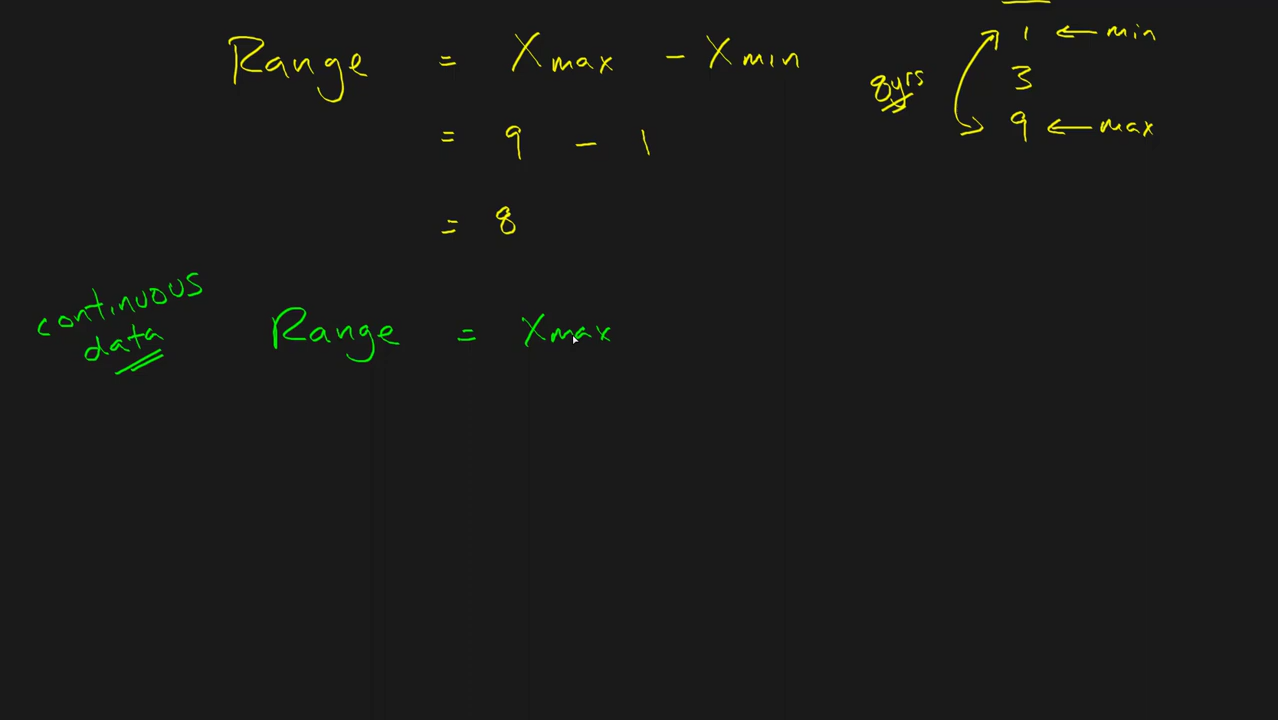 Range = Xmax - Xmin
= 9 - 1
= 8
1 ← min
8yrs
3
9 ← max
continuous
data
Range = Xmax